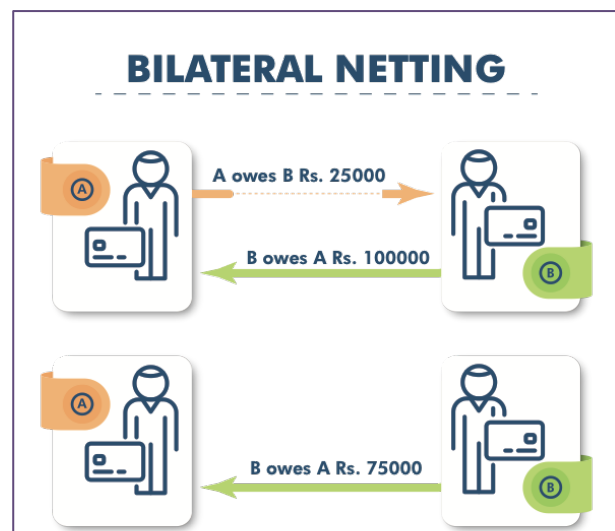 BILATERAL NETTING
A owes B Rs. 25000
A
B owes A Rs. 100000
B
A
B owes A Rs. 75000
B